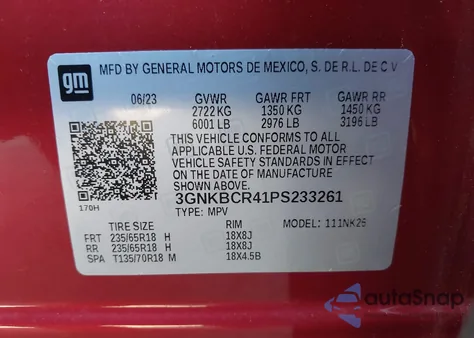 gm
MFD BY GENERAL MOTORS DE MEXICO, S. DE R.L. DE C V
06/23 GVWR GAWR FRT GAWR RR
2722 KG 1350 KG 1450 KG
6001 LB 2976 LB 3196 LB
THIS VEHICLE CONFORMS TO ALL
APPLICABLE U.S. FEDERAL MOTOR
VEHICLE SAFETY STANDARDS IN EFFECT
ON THE DATE OF MANUFACTURE
SHOWN ABOVE.
3GNKBCR41PS233261
170H TYPE: MPV MODEL: 111NK26
TIRE SIZE RIM
FRT 235/65R18 H 18X8J
RR 235/65R18 H 18X8J
SPA T135/70R18 M 18X4.5B
autoSnap